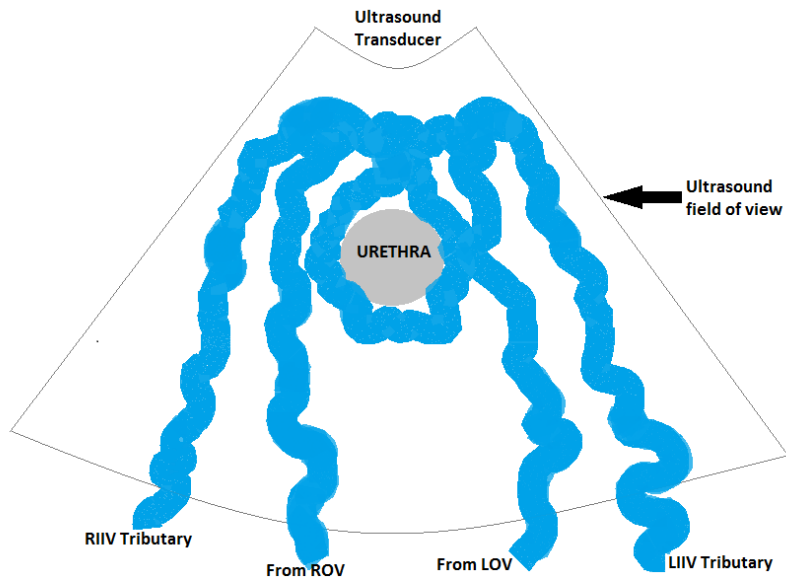 Ultrasound
Transducer
Ultrasound
field of view
URETHRA
RIIV Tributary
From ROV
From LOV
LIIV Tributary